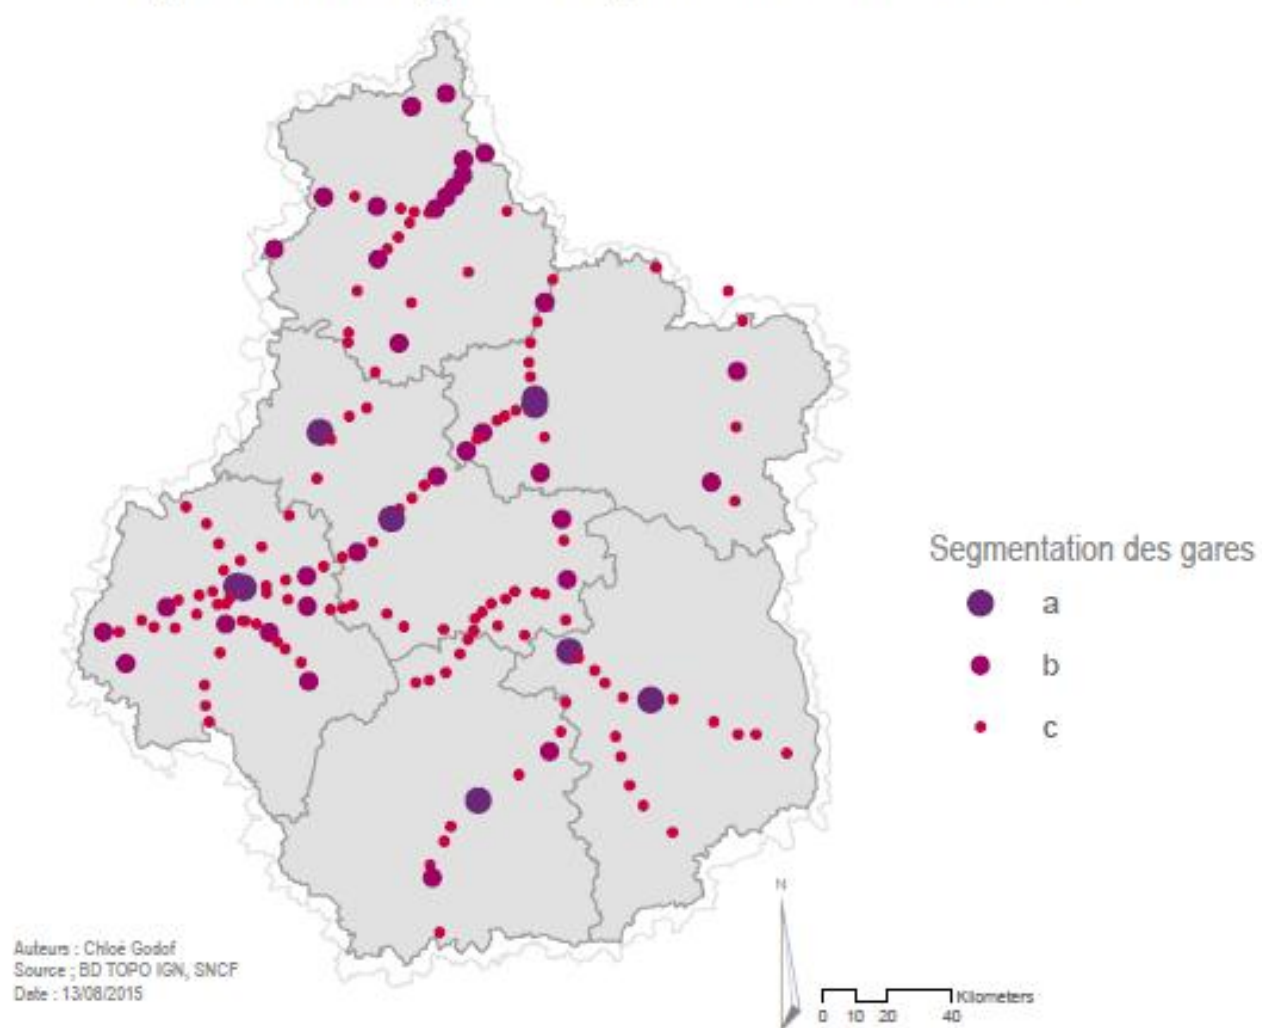 Segmentation des gares
a
b
c
N
Auteurs : Chloé Godof
Source ; BD TOPO IGN, SNCF
Date : 13/08/2015
Kilometers
0 10 20 40